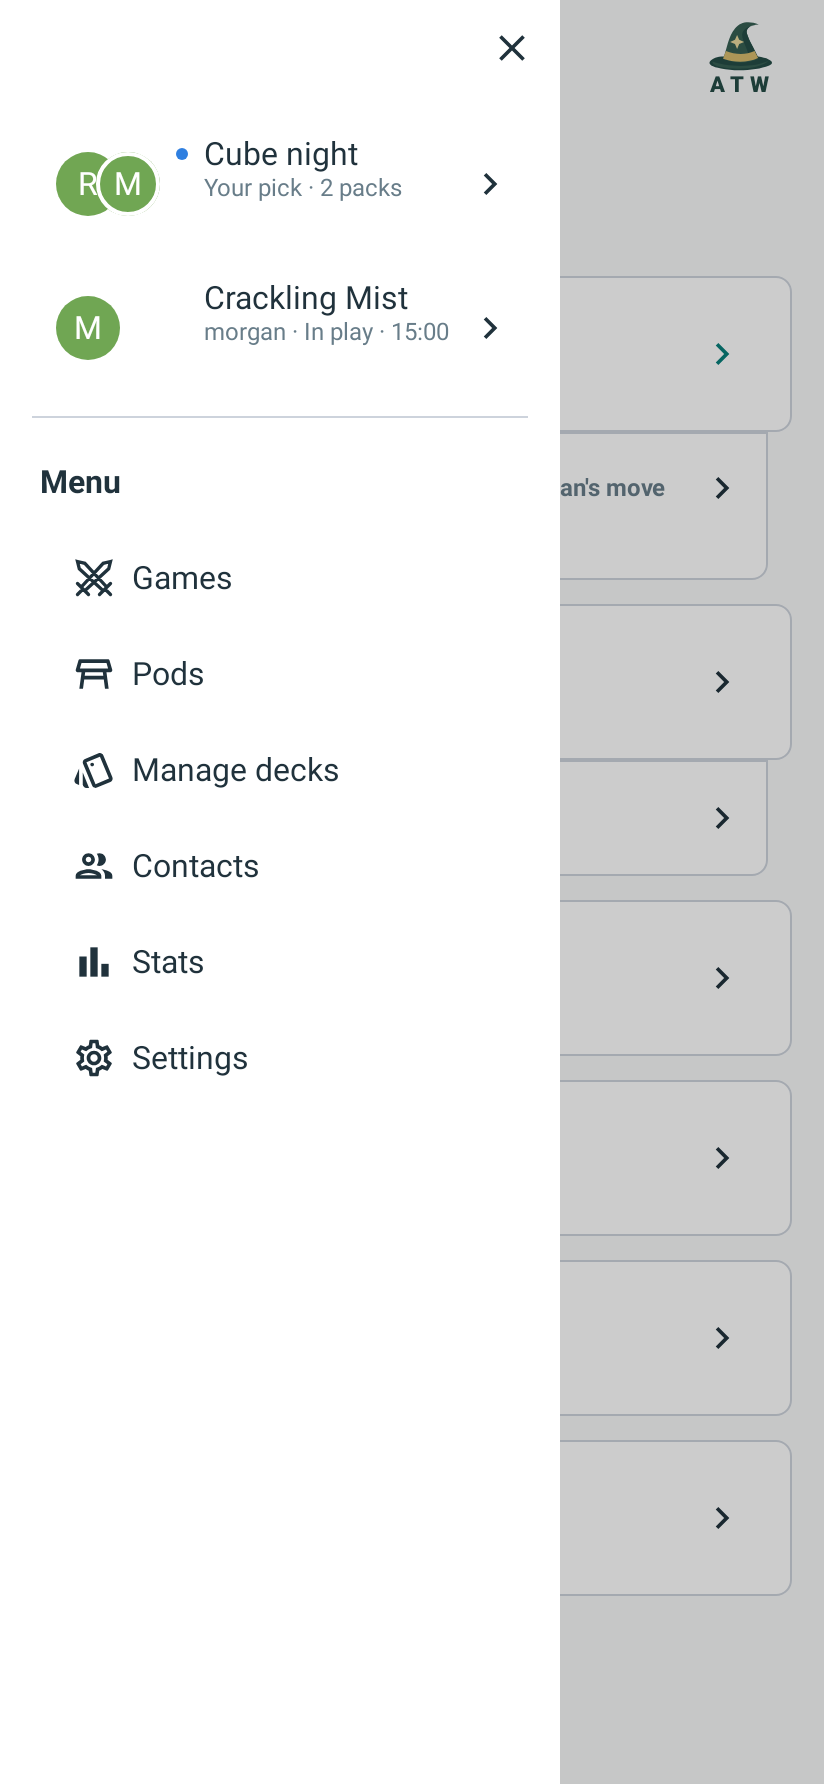 ATW
R M
Cube night
Your pick · 2 packs
M
Crackling Mist
morgan · In play · 15:00
an's move
Menu
Games
Pods
Manage decks
Contacts
Stats
Settings